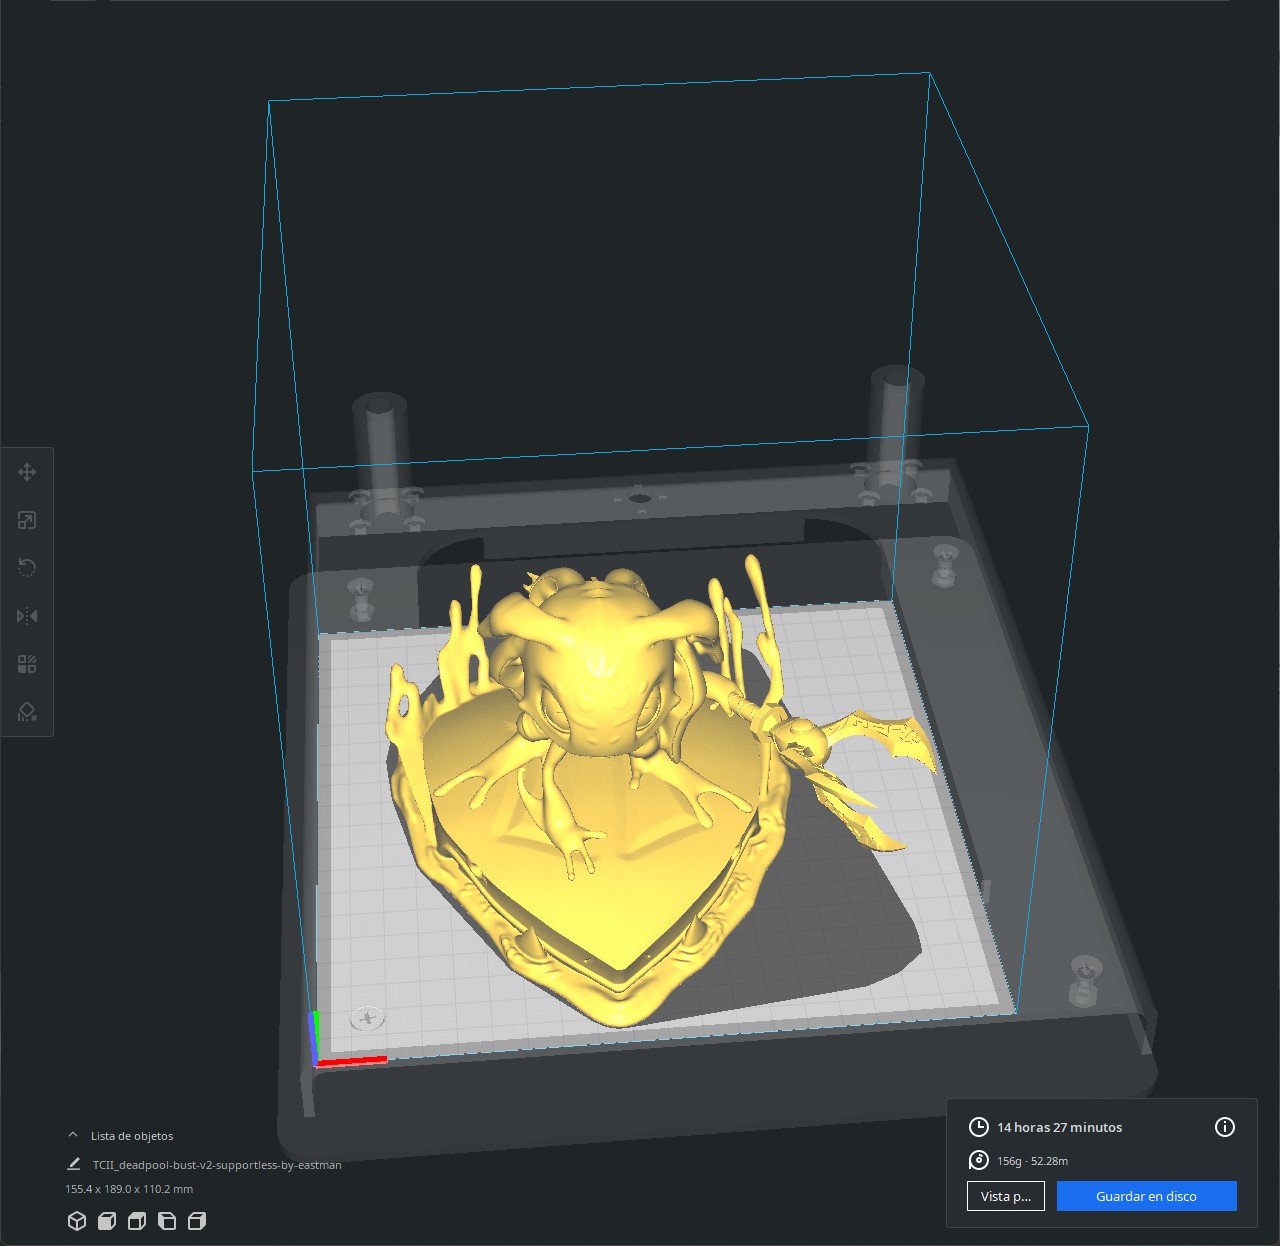 Lista de objetos
TCII_deadpool-bust-v2-supportless-by-eastman
155.4 x 189.0 x 110.2 mm
14 horas 27 minutos
156g · 52.28m
Vista p...
Guardar en disco